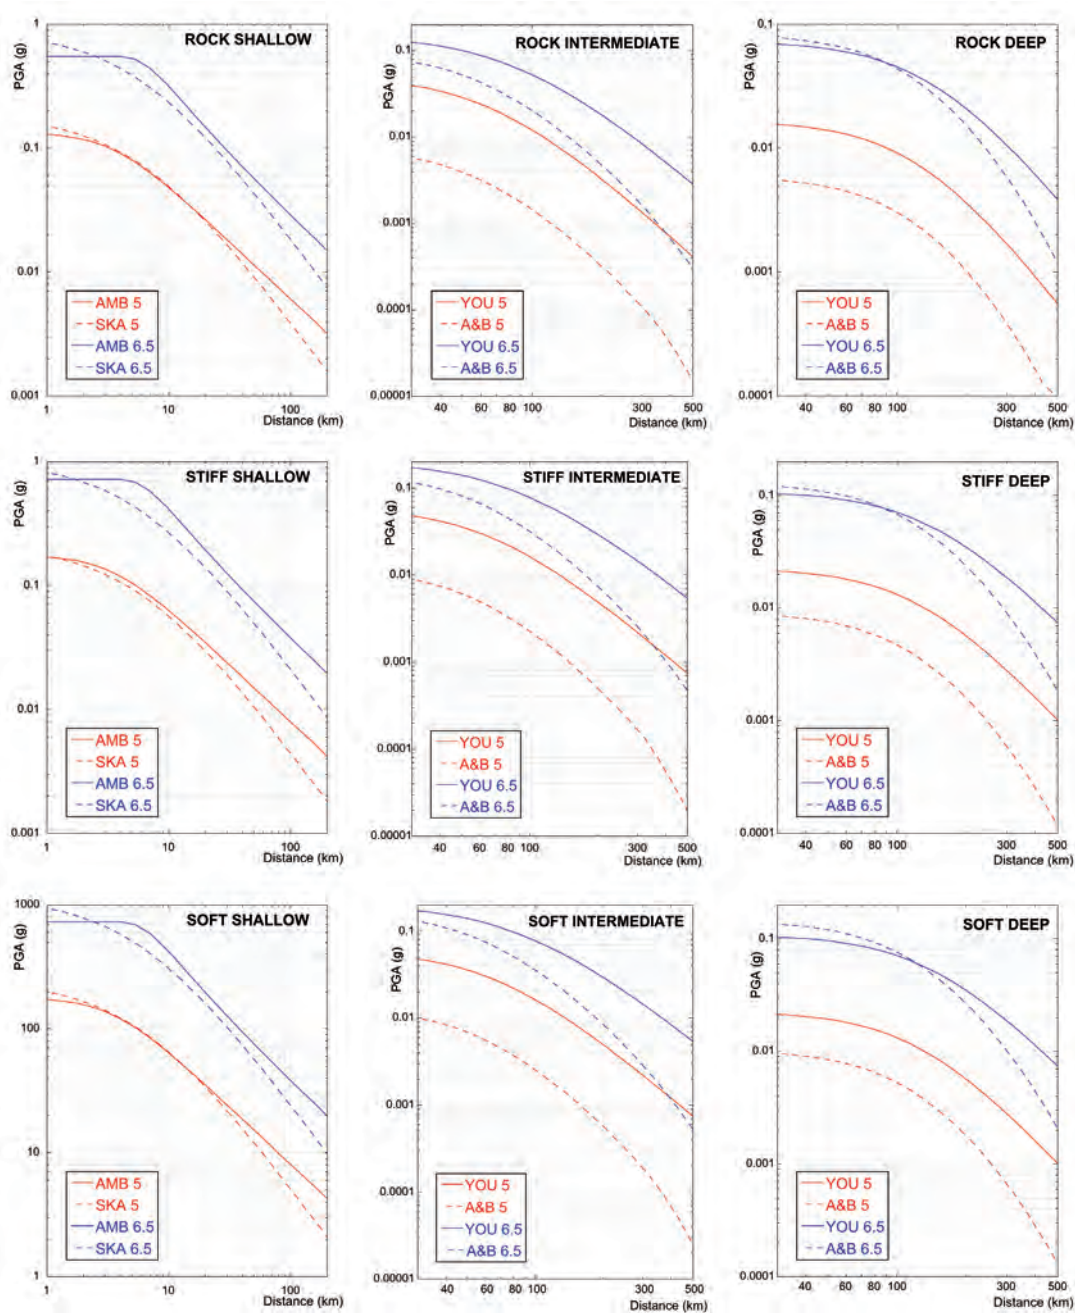 ROCK SHALLOW
PGA (g)
1
0.1
0.01
0.001
AMB 5
SKA 5
AMB 6.5
SKA 6.5
1
10
100
Distance (km)
ROCK INTERMEDIATE
PGA (g)
0.1
0.01
0.001
0.0001
0.00001
YOU 5
A&B 5
YOU 6.5
A&B 6.5
40
60
80
100
300
500
Distance (km)
ROCK DEEP
PGA (g)
0.1
0.01
0.001
0.0001
YOU 5
A&B 5
YOU 6.5
A&B 6.5
40
60
80
100
300
500
Distance (km)
STIFF SHALLOW
PGA (g)
1
0.1
0.01
0.001
AMB 5
SKA 5
AMB 6.5
SKA 6.5
1
10
100
Distance (km)
STIFF INTERMEDIATE
PGA (g)
0.1
0.01
0.001
0.0001
0.00001
YOU 5
A&B 5
YOU 6.5
A&B 6.5
40
60
80
100
300
500
Distance (km)
STIFF DEEP
PGA (g)
0.1
0.01
0.001
0.0001
YOU 5
A&B 5
YOU 6.5
A&B 6.5
40
60
80
100
300
500
Distance (km)
SOFT SHALLOW
PGA (g)
1000
100
10
1
AMB 5
SKA 5
AMB 6.5
SKA 6.5
1
10
100
Distance (km)
SOFT INTERMEDIATE
PGA (g)
0.1
0.01
0.001
0.0001
0.00001
YOU 5
A&B 5
YOU 6.5
A&B 6.5
40
60
80
100
300
500
Distance (km)
SOFT DEEP
PGA (g)
0.1
0.01
0.001
0.0001
YOU 5
A&B 5
YOU 6.5
A&B 6.5
40
60
80
100
300
500
Distance (km)